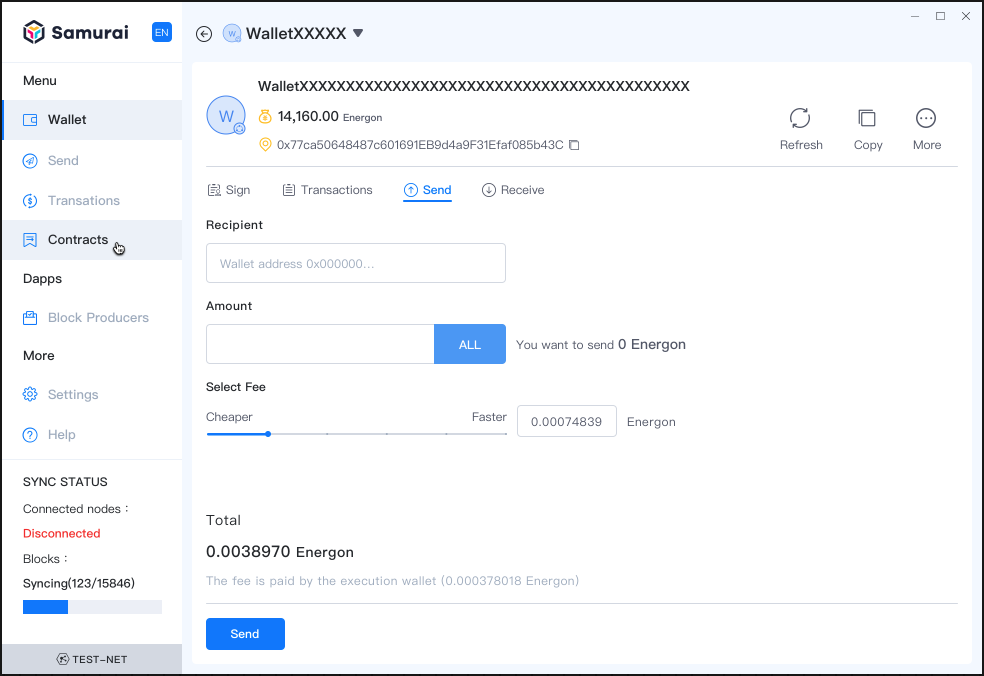 Samurai
EN
Menu
Wallet
Send
Transations
Contracts
Dapps
Block Producers
More
Settings
Help
SYNC STATUS
Connected nodes：
Disconnected
Blocks：
Syncing(123/15846)
TEST-NET
W WalletXXXXX
W
WalletXXXXXXXXXXXXXXXXXXXXXXXXXXXXXXXXXXXXXXXXXX
14,160.00 Energon
0x77ca50648487c601691EB9d4a9F31Efaf085b43C
Refresh Copy More
Sign Transactions Send Receive
Recipient
Wallet address 0x000000...
Amount
ALL You want to send 0 Energon
Select Fee
Cheaper Faster
0.00074839 Energon
Total
0.0038970 Energon
The fee is paid by the execution wallet (0.000378018 Energon)
Send